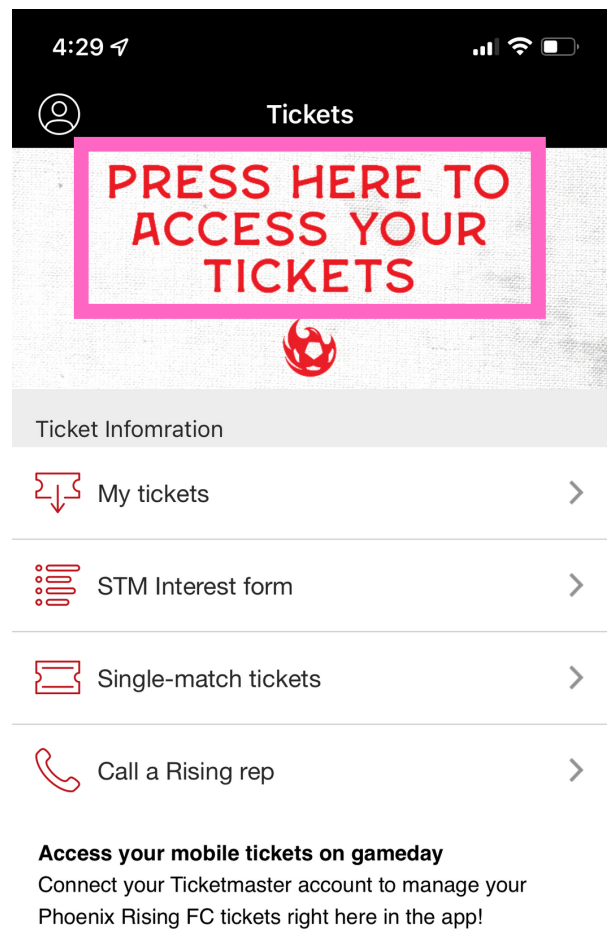 4:29
Tickets
PRESS HERE TO
ACCESS YOUR
TICKETS
Ticket Infomration
My tickets
STM Interest form
Single-match tickets
Call a Rising rep
Access your mobile tickets on gameday
Connect your Ticketmaster account to manage your
Phoenix Rising FC tickets right here in the app!